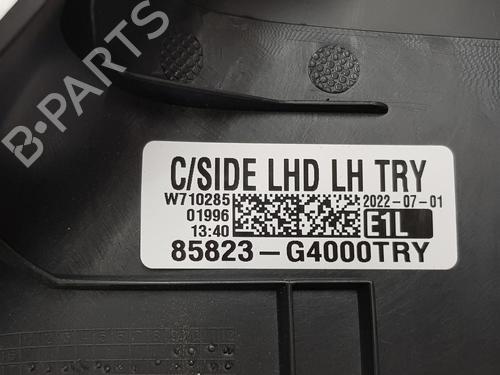 B-PARTS
C/SIDE LHD LH TRY
W710285
2022-07-01
01996
13:40
E1L
85823-G4000TRY